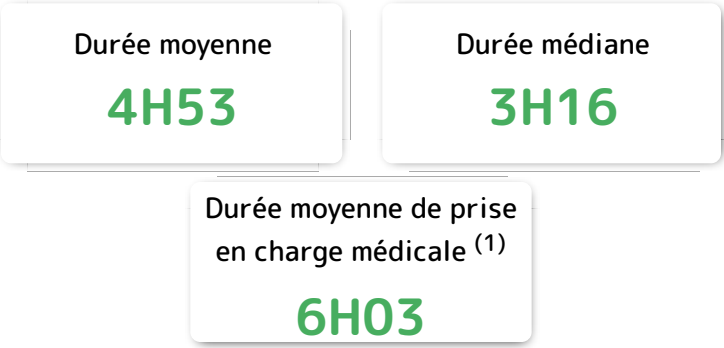 Durée moyenne
4H53
Durée médiane
3H16
Durée moyenne de prise
en charge médicale (1)
6H03